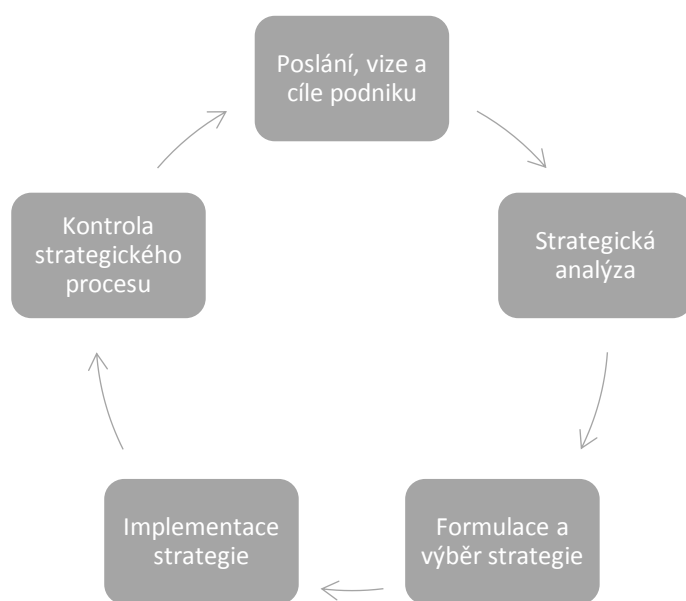 Poslání, vize a
cíle podniku
Strategická
analýza
Formulace a
výběr strategie
Implementace
strategie
Kontrola
strategického
procesu